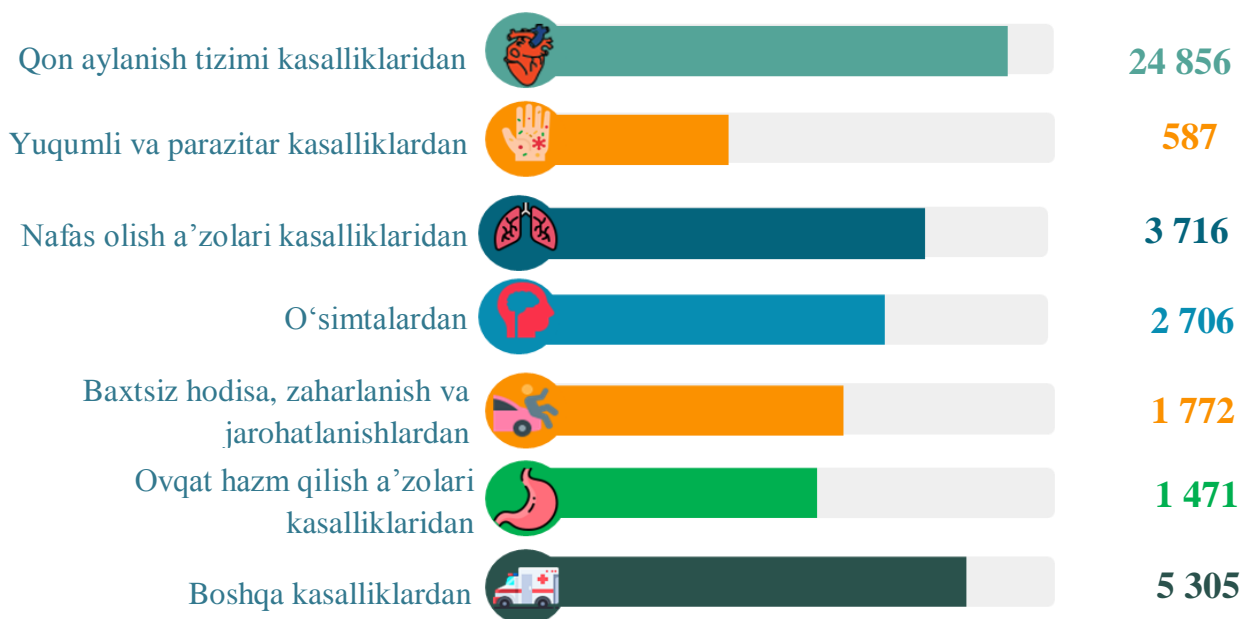 Qon aylanish tizimi kasalliklaridan 24 856
Yuqumli va parazitar kasalliklardan 587
Nafas olish a’zolari kasalliklaridan 3 716
O‘simtalardan 2 706
Baxtsiz hodisa, zaharlanish va
jarohatlanishlardan 1 772
Ovqat hazm qilish a’zolari
kasalliklaridan 1 471
Boshqa kasalliklardan 5 305